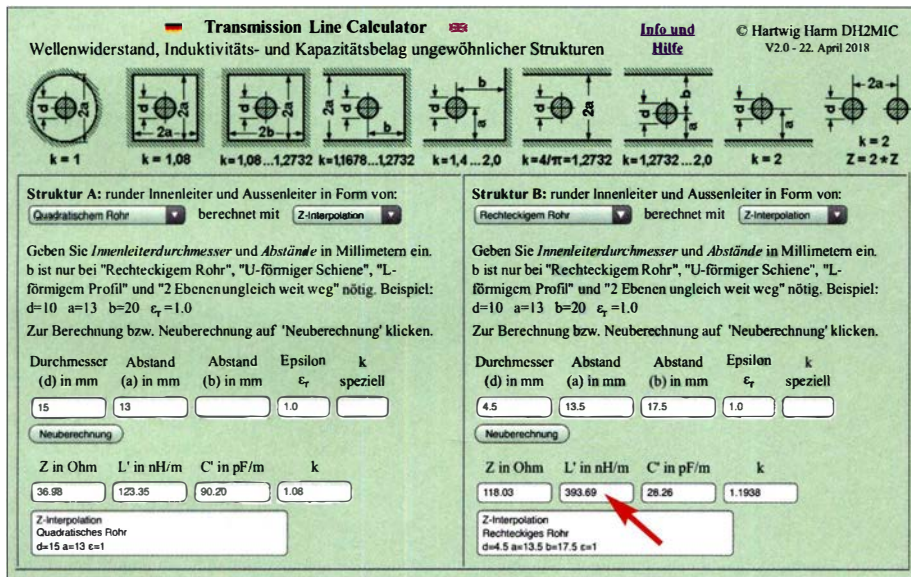 Transmission Line Calculator
Wellenwiderstand, Induktivitäts- und Kapazitätsbelag ungewöhnlicher Strukturen
Info und
Hilfe
© Hartwig Harm DH2MIC
V2.0 - 22. April 2018
d 2a
d 2a 2a
d 2a 2b
d 2a b
b d a
d 2a
d b a
d a
2a d
k = 1
k = 1,08
k = 1,08 ... 1,2732
k = 1,1678...1,2732
k = 1,4 ... 2,0
k = 4/π = 1,2732
k = 1,2732 ... 2,0
k = 2
k = 2
Z = 2 * Z
Struktur A: runder Innenleiter und Aussenleiter in Form von:
Quadratischem Rohr berechnet mit Z-Interpolation
Geben Sie Innenleiterdurchmesser und Abstände in Millimetern ein.
b ist nur bei "Rechteckigem Rohr", "U-förmiger Schiene", "L-
förmigem Profil" und "2 Ebenen ungleich weit weg" nötig. Beispiel:
d=10 a=13 b=20 εr =1.0
Zur Berechnung bzw. Neuberechnung auf 'Neuberechnung' klicken.
Durchmesser Abstand Abstand Epsilon k
(d) in mm (a) in mm (b) in mm εr speziell
15 13 1.0
Neuberechnung
Z in Ohm L' in nH/m C' in pF/m k
36.98 123.35 90.20 1.08
Z-Interpolation
Quadratisches Rohr
d=15 a=13 ε=1
Struktur B: runder Innenleiter und Aussenleiter in Form von:
Rechteckigem Rohr berechnet mit Z-Interpolation
Geben Sie Innenleiterdurchmesser und Abstände in Millimetern ein.
b ist nur bei "Rechteckigem Rohr", "U-förmiger Schiene", "L-
förmigem Profil" und "2 Ebenen ungleich weit weg" nötig. Beispiel:
d=10 a=13 b=20 εr =1.0
Zur Berechnung bzw. Neuberechnung auf 'Neuberechnung' klicken.
Durchmesser Abstand Abstand Epsilon k
(d) in mm (a) in mm (b) in mm εr speziell
4.5 13.5 17.5 1.0
Neuberechnung
Z in Ohm L' in nH/m C' in pF/m k
118.03 393.69 28.26 1.1938
Z-Interpolation
Rechteckiges Rohr
d=4.5 a=13.5 b=17.5 ε=1